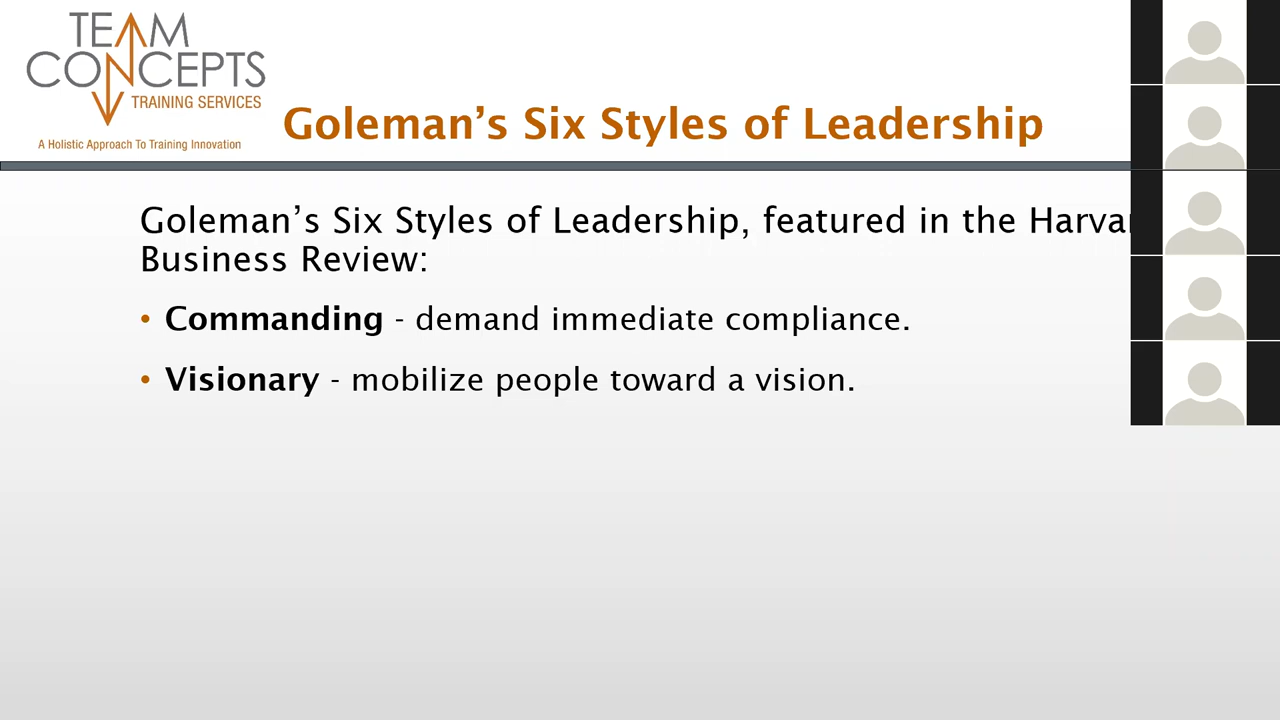 TEAM
CONCEPTS
TRAINING SERVICES
A Holistic Approach To Training Innovation
Goleman’s Six Styles of Leadership
Goleman’s Six Styles of Leadership, featured in the
Business Review:
• Commanding - demand immediate compliance.
• Visionary - mobilize people toward a vision.